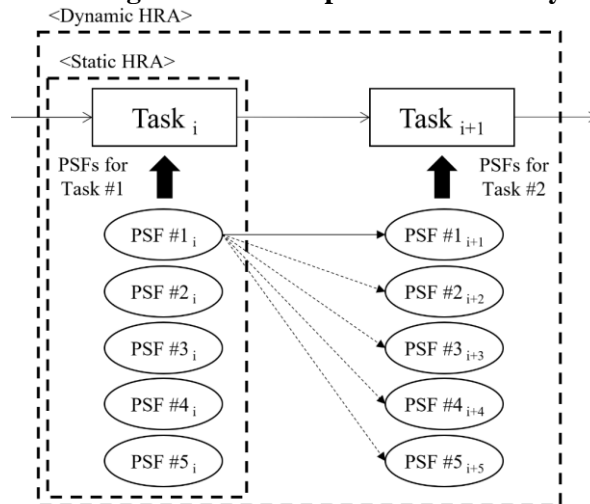 <Dynamic HRA>
<Static HRA>
Task i
Task i+1
PSFs for
Task #1
PSFs for
Task #2
PSF #1 i
PSF #1 i+1
PSF #2 i
PSF #2 i+2
PSF #3 i
PSF #3 i+3
PSF #4 i
PSF #4 i+4
PSF #5 i
PSF #5 i+5